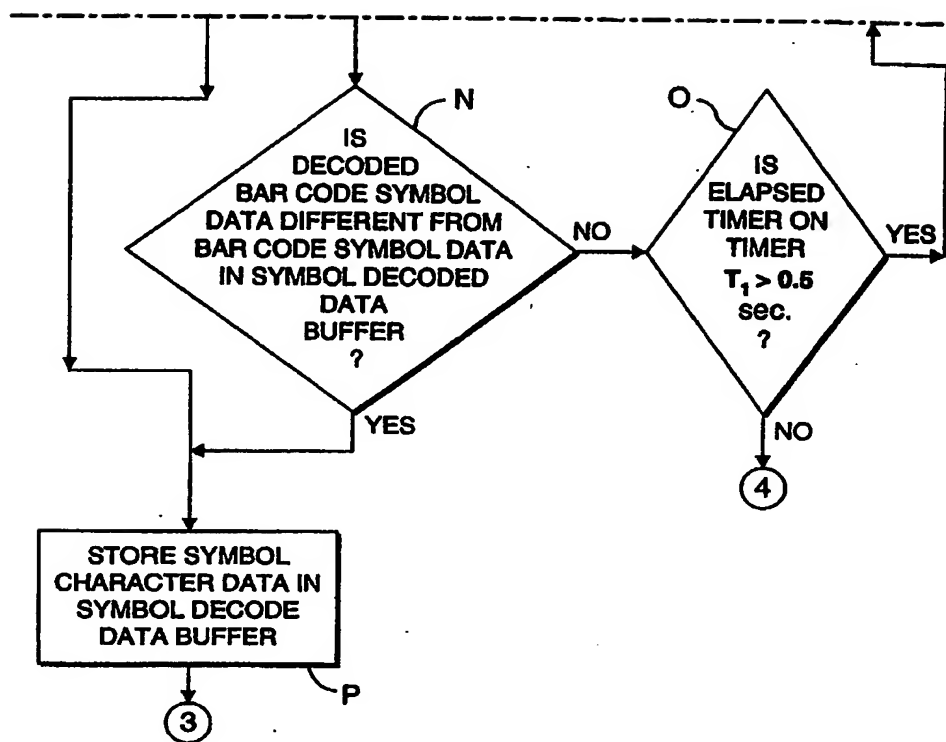 N
IS
DECODED
BAR CODE SYMBOL
DATA DIFFERENT FROM
BAR CODE SYMBOL DATA
IN SYMBOL DECODED
DATA
BUFFER
?
NO
YES
O
IS
ELAPSED
TIMER ON
TIMER
T₁ > 0.5
sec.
?
YES
NO
4
STORE SYMBOL
CHARACTER DATA IN
SYMBOL DECODE
DATA BUFFER
P
3